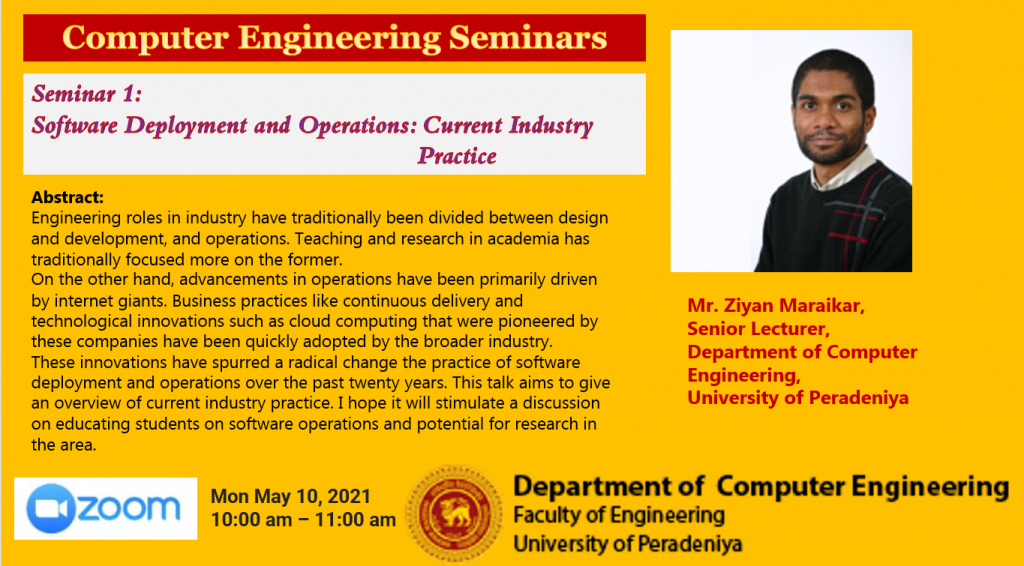 Computer Engineering Seminars
Seminar 1:
Software Deployment and Operations: Current Industry
Practice
Abstract:
Engineering roles in industry have traditionally been divided between design
and development, and operations. Teaching and research in academia has
traditionally focused more on the former.
On the other hand, advancements in operations have been primarily driven
by internet giants. Business practices like continuous delivery and
technological innovations such as cloud computing that were pioneered by
these companies have been quickly adopted by the broader industry.
These innovations have spurred a radical change the practice of software
deployment and operations over the past twenty years. This talk aims to give
an overview of current industry practice. I hope it will stimulate a discussion
on educating students on software operations and potential for research in
the area.
Mr. Ziyan Maraikar,
Senior Lecturer,
Department of Computer
Engineering,
University of Peradeniya
zoom
Mon May 10, 2021
10:00 am – 11:00 am
Department of Computer Engineering
Faculty of Engineering
University of Peradeniya